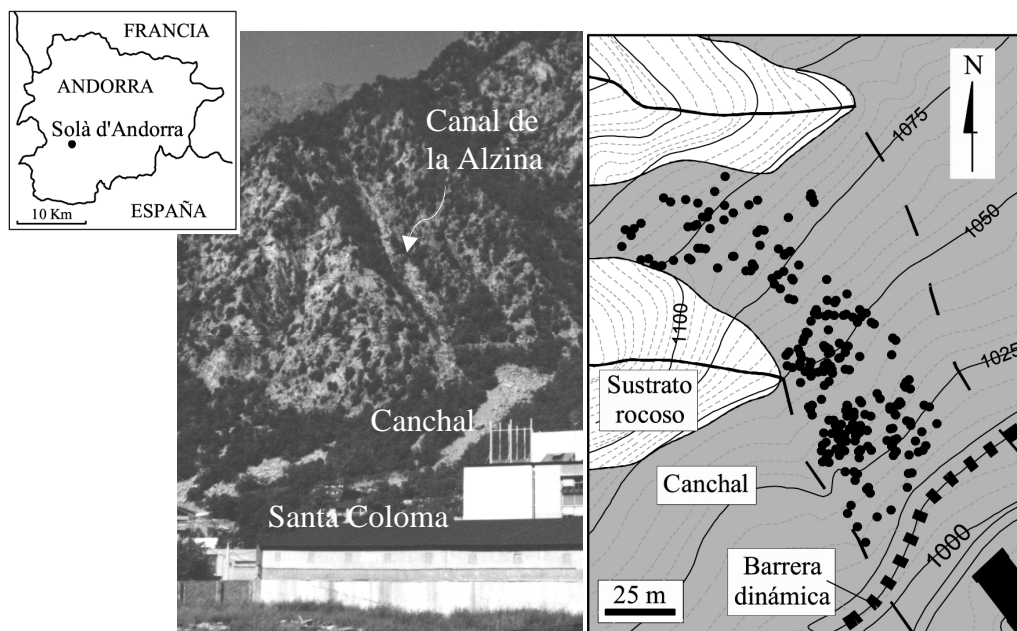 FRANCIA
ANDORRA
Solà d'Andorra
10 Km
ESPAÑA
Canal de
la Alzina
Canchal
Santa Coloma
N
1075
1050
1100
1025
Sustrato
rocoso
Canchal
1000
Barrera
dinámica
25 m